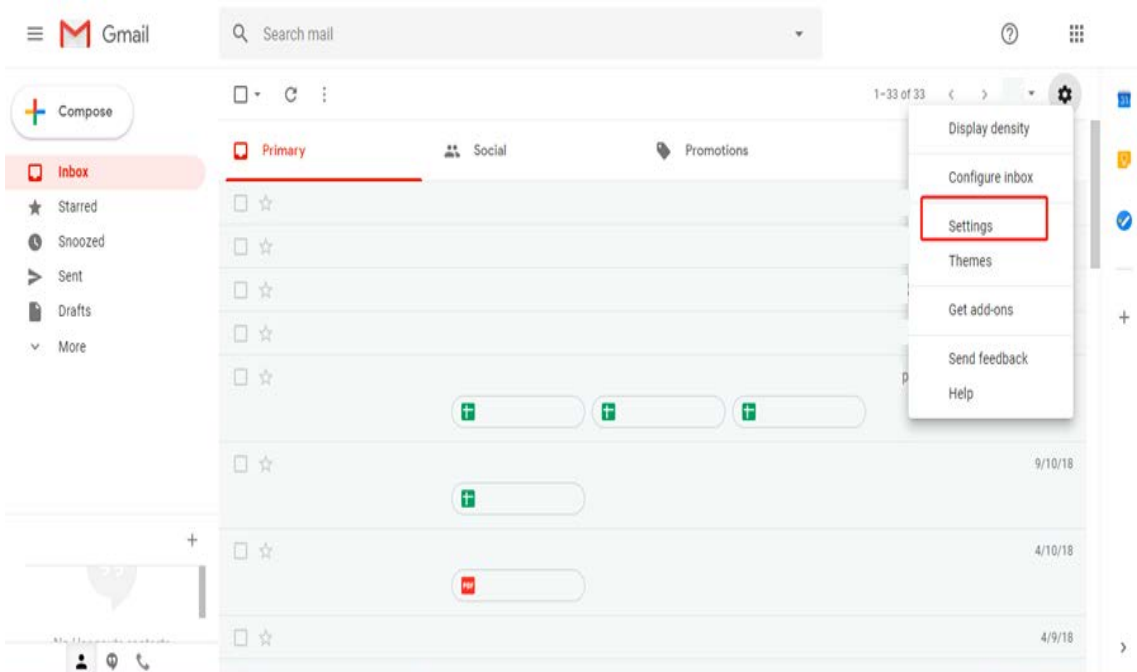 Gmail
Search mail
Compose
1-33 of 33
31
Display density
Primary
Social
Promotions
Inbox
Configure inbox
Starred
Settings
Snoozed
Themes
Sent
Drafts
Get add-ons
More
Send feedback
Help
9/10/18
4/10/18
PDF
4/9/18